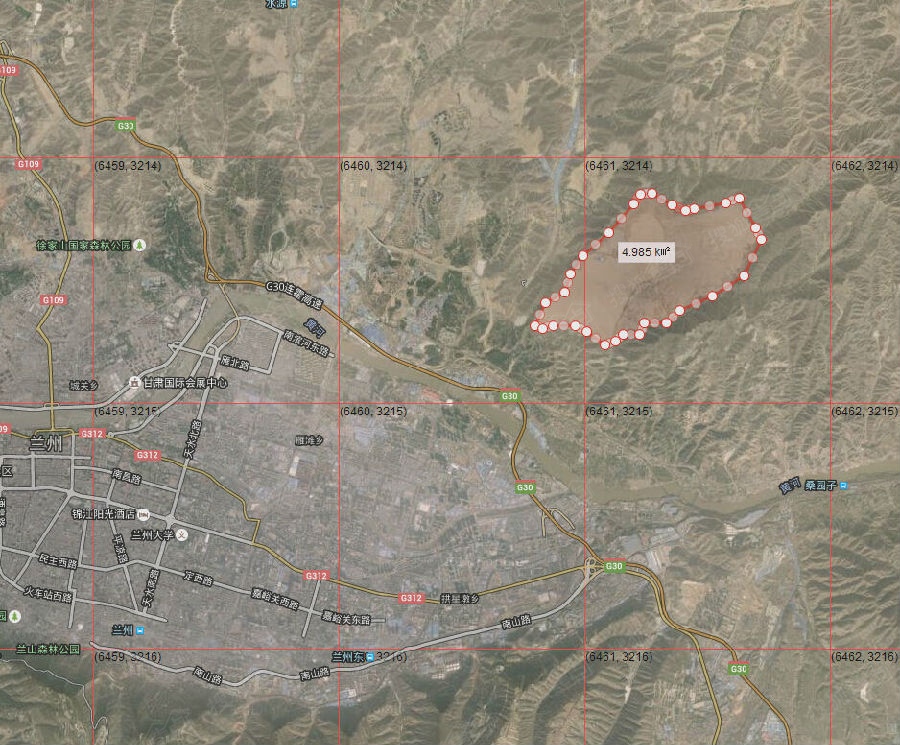 水源
G109
G30
G109
(6459, 3214)
(6460, 3214)
(6461, 3214)
(6462, 3214)
徐家山国家森林公园
4.985 km²
G109
G30连霍高速
黄河
南滨河东路
雁北路
城关乡
甘肃国际会展中心
G30
(6459, 3215)
(6460, 3215)
(6461, 3215)
(6462, 3215)
09
兰州
G312
天水北路
雁滩乡
G312
区
南昌路
G30
黄河
桑园子
锦江阳光酒店
兰州大学
民主西路
定西路
G312
G30
火车站西路
天水南路
嘉峪关西路
G312
拱星墩乡
嘉峪关东路
园
兰州
南山路
兰山森林公园
(6459, 3216)
兰州东
3216)
(6461, 3216)
(6462, 3216)
南山路
南山路
G30